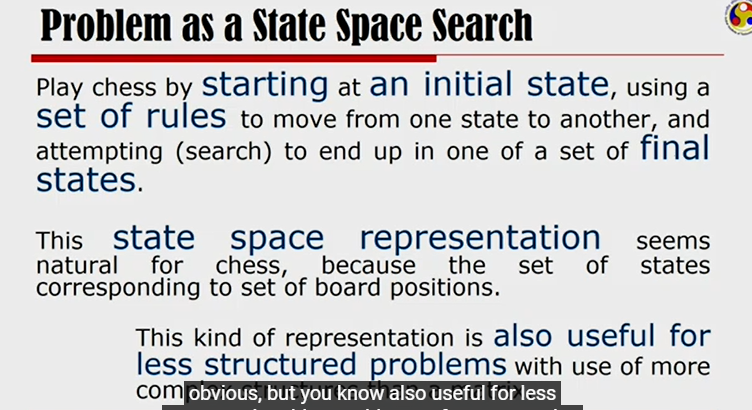 Problem as a State Space Search
Play chess by starting at an initial state, using a
set of rules to move from one state to another, and
attempting (search) to end up in one of a set of final
states.
This state space representation seems
natural for chess, because the set of states
corresponding to set of board positions.
This kind of representation is also useful for
less structured problems with use of more
complex structures than a matrix
obvious, but you know also useful for less